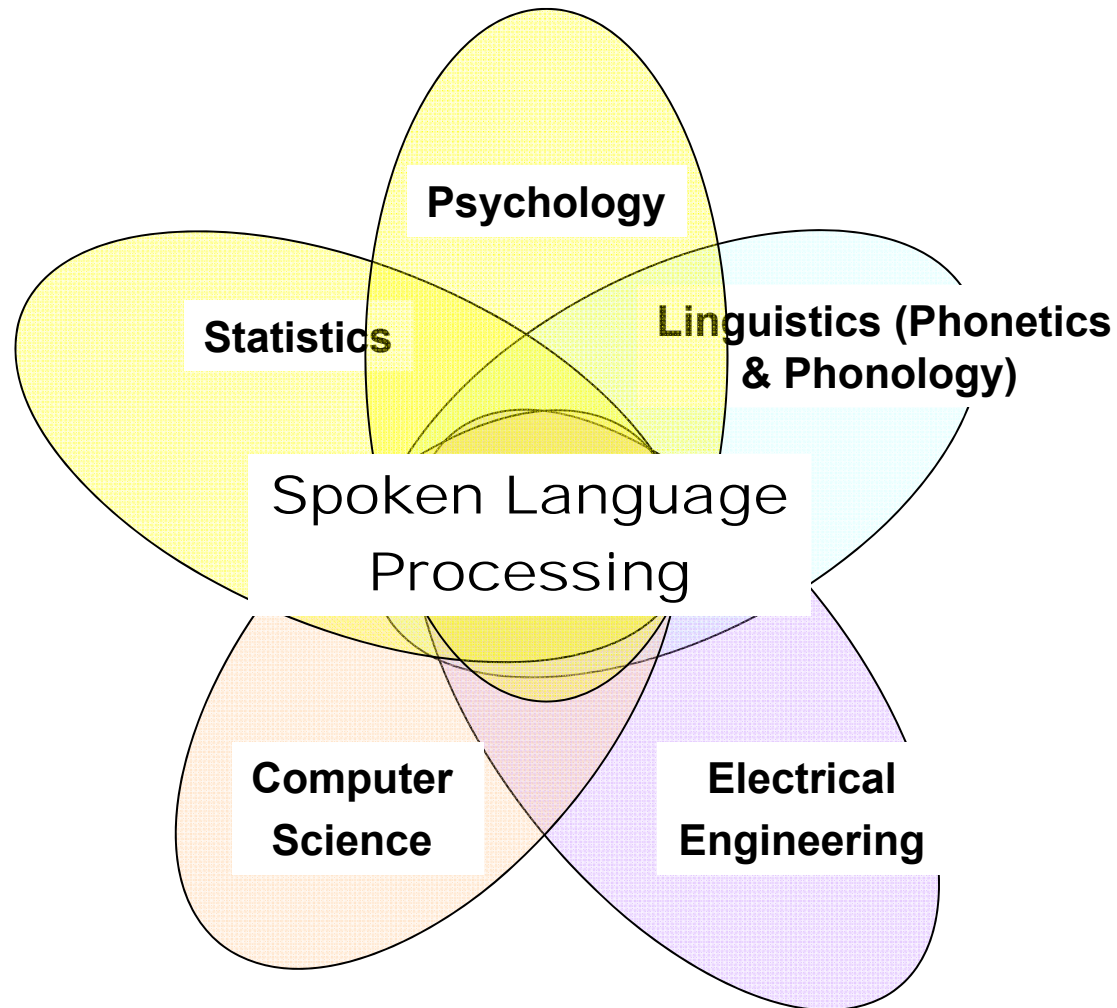 Psychology
Statistics
Linguistics (Phonetics
& Phonology)
Spoken Language
Processing
Computer
Science
Electrical
Engineering